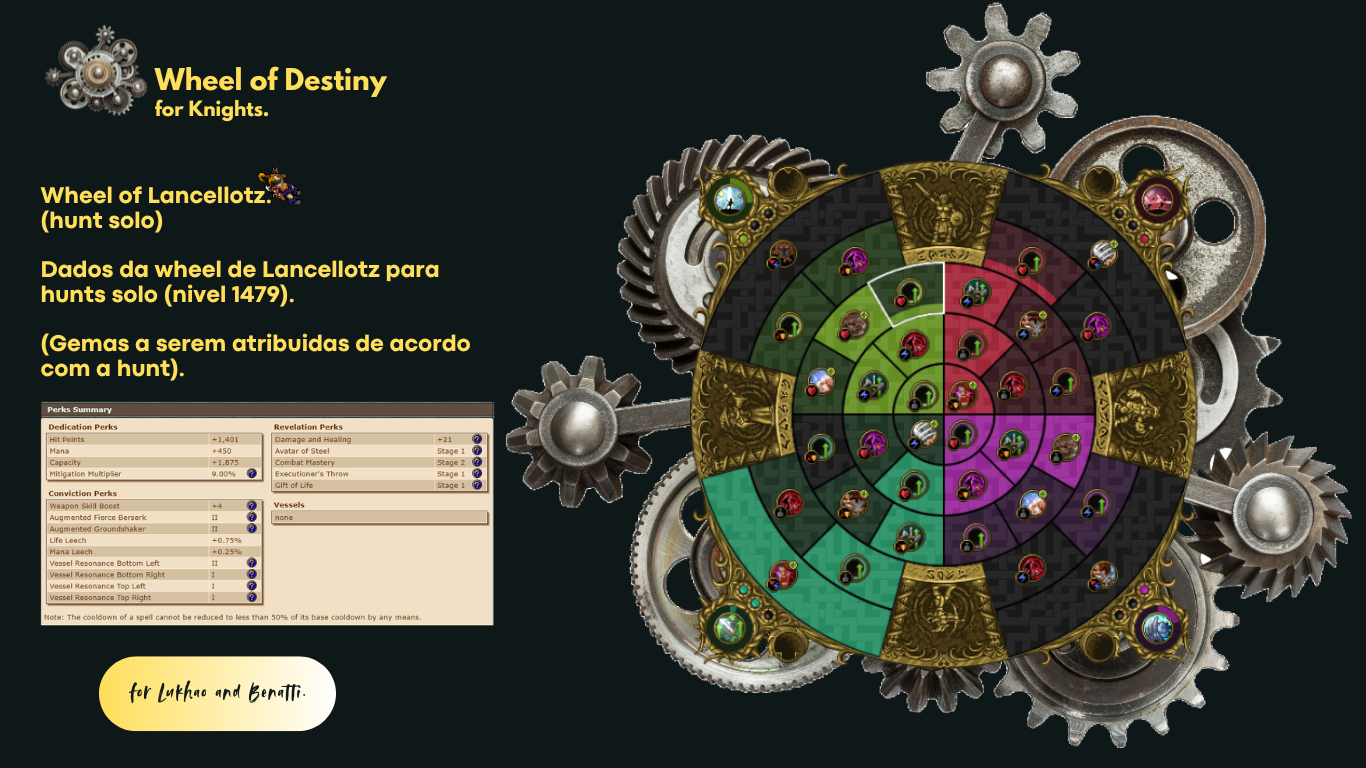 Wheel of Destiny
for Knights.
Wheel of Lancellotz.
(hunt solo)
Dados da wheel de Lancellotz para
hunts solo (nivel 1479).
(Gemas a serem atribuidas de acordo
com a hunt).
Perks Summary
Dedication Perks
Hit Points +1,401
Mana +450
Capacity +1,875
Mitigation Multiplier 9.00%
Conviction Perks
Weapon Skill Boost +4
Augmented Fierce Berserk II
Augmented Groundshaker II
Life Leech +0.75%
Mana Leech +0.25%
Vessel Resonance Bottom Left II
Vessel Resonance Bottom Right I
Vessel Resonance Top Left I
Vessel Resonance Top Right I
Revelation Perks
Damage and Healing +21
Avatar of Steel Stage 1
Combat Mastery Stage 2
Executioner's Throw Stage 1
Gift of Life Stage 1
Vessels
none
Note: The cooldown of a spell cannot be reduced to less than 50% of its base cooldown by any means.
for Lukhao and Benatti.